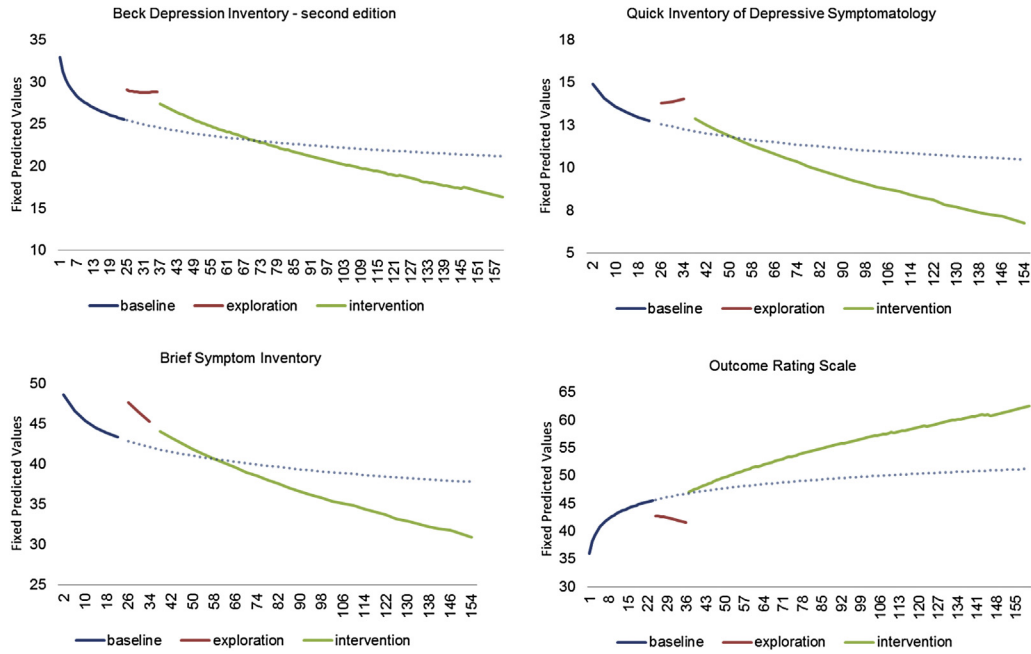 Beck Depression Inventory - second edition
Fixed Predicted Values
35
30
25
20
15
10
1 7 13 19 25 31 37 43 49 55 61 67 73 79 85 91 97 103 109 115 121 127 133 139 145 151 157
baseline exploration intervention
Quick Inventory of Depressive Symptomatology
Fixed Predicted Values
18
15
13
10
8
5
2 10 18 26 34 42 50 58 66 74 82 90 98 106 114 122 130 138 146 154
baseline exploration intervention
Brief Symptom Inventory
Fixed Predicted Values
50
45
40
35
30
25
2 10 18 26 34 42 50 58 66 74 82 90 98 106 114 122 130 138 146 154
baseline exploration intervention
Outcome Rating Scale
Fixed Predicted Values
65
60
55
50
45
40
35
30
1 8 15 22 29 36 43 50 57 64 71 78 85 92 99 106 113 120 127 134 141 148 155
baseline exploration intervention